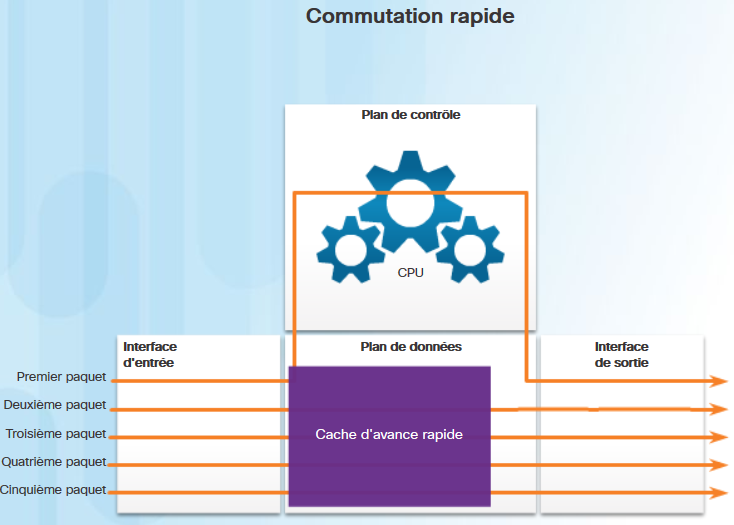 Commutation rapide
Plan de contrôle
CPU
Interface
d'entrée
Plan de données
Interface
de sortie
Premier paquet
Deuxième paquet
Troisième paquet
Quatrième paquet
Cinquième paquet
Cache d'avance rapide